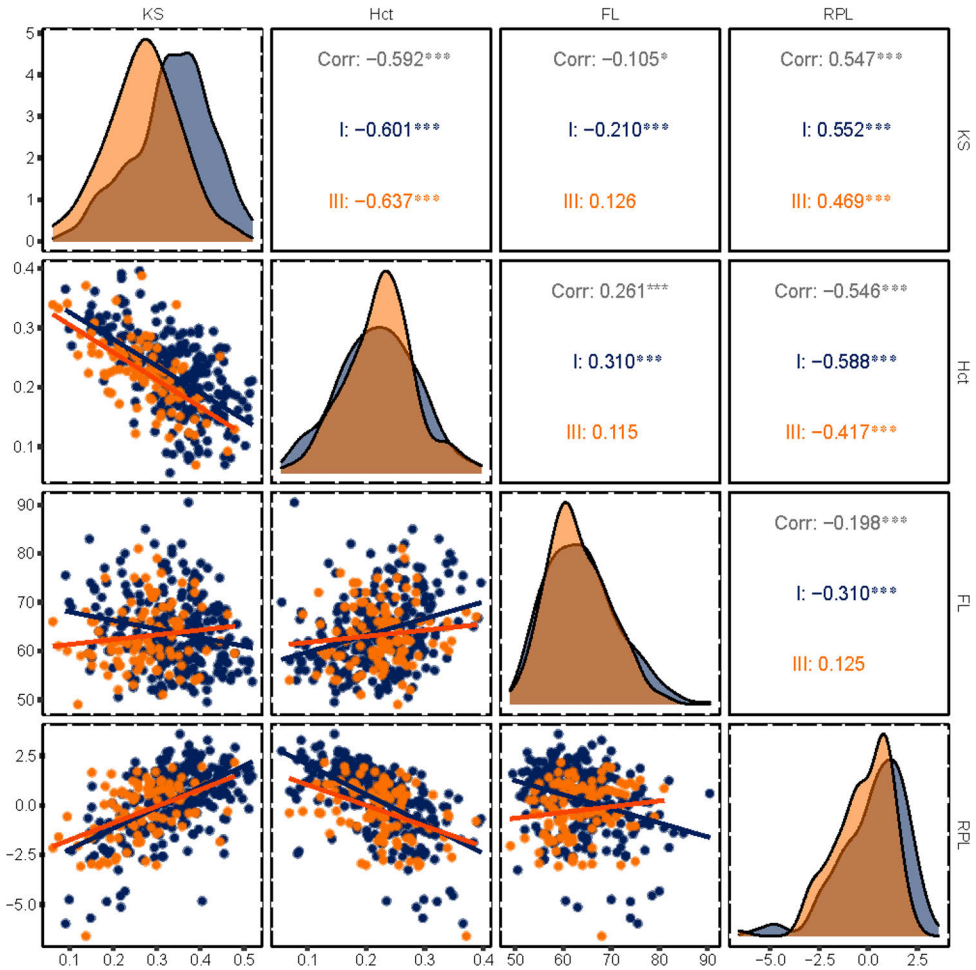 KS Hct FL RPL
5
4
3
2
1
0
Corr: −0.592***
I: −0.601***
III: −0.637***
Corr: −0.105*
I: −0.210***
III: 0.126
Corr: 0.547***
I: 0.552***
III: 0.469***
KS
0.4
0.3
0.2
0.1
Corr: 0.261***
I: 0.310***
III: 0.115
Corr: −0.546***
I: −0.588***
III: −0.417***
Hct
90
80
70
60
50
Corr: −0.198***
I: −0.310***
III: 0.125
FL
2.5
0.0
−2.5
−5.0
RPL
0.1 0.2 0.3 0.4 0.5 0.1 0.2 0.3 0.4 50 60 70 80 90 −5.0 −2.5 0.0 2.5